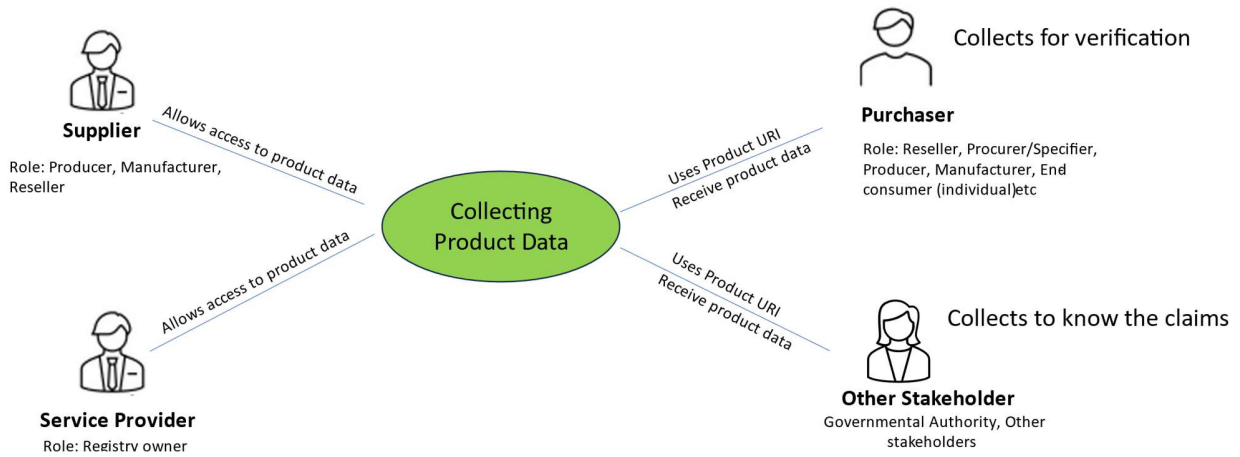 Supplier
Role: Producer, Manufacturer,
Reseller
Allows access to product data
Service Provider
Role: Registry owner
Allows access to product data
Collecting
Product Data
Uses Product URI
Receive product data
Collects for verification
Purchaser
Role: Reseller, Procurer/Specifier,
Producer, Manufacturer, End
consumer (individual)etc
Uses Product URI
Receive product data
Collects to know the claims
Other Stakeholder
Governmental Authority, Other
stakeholders